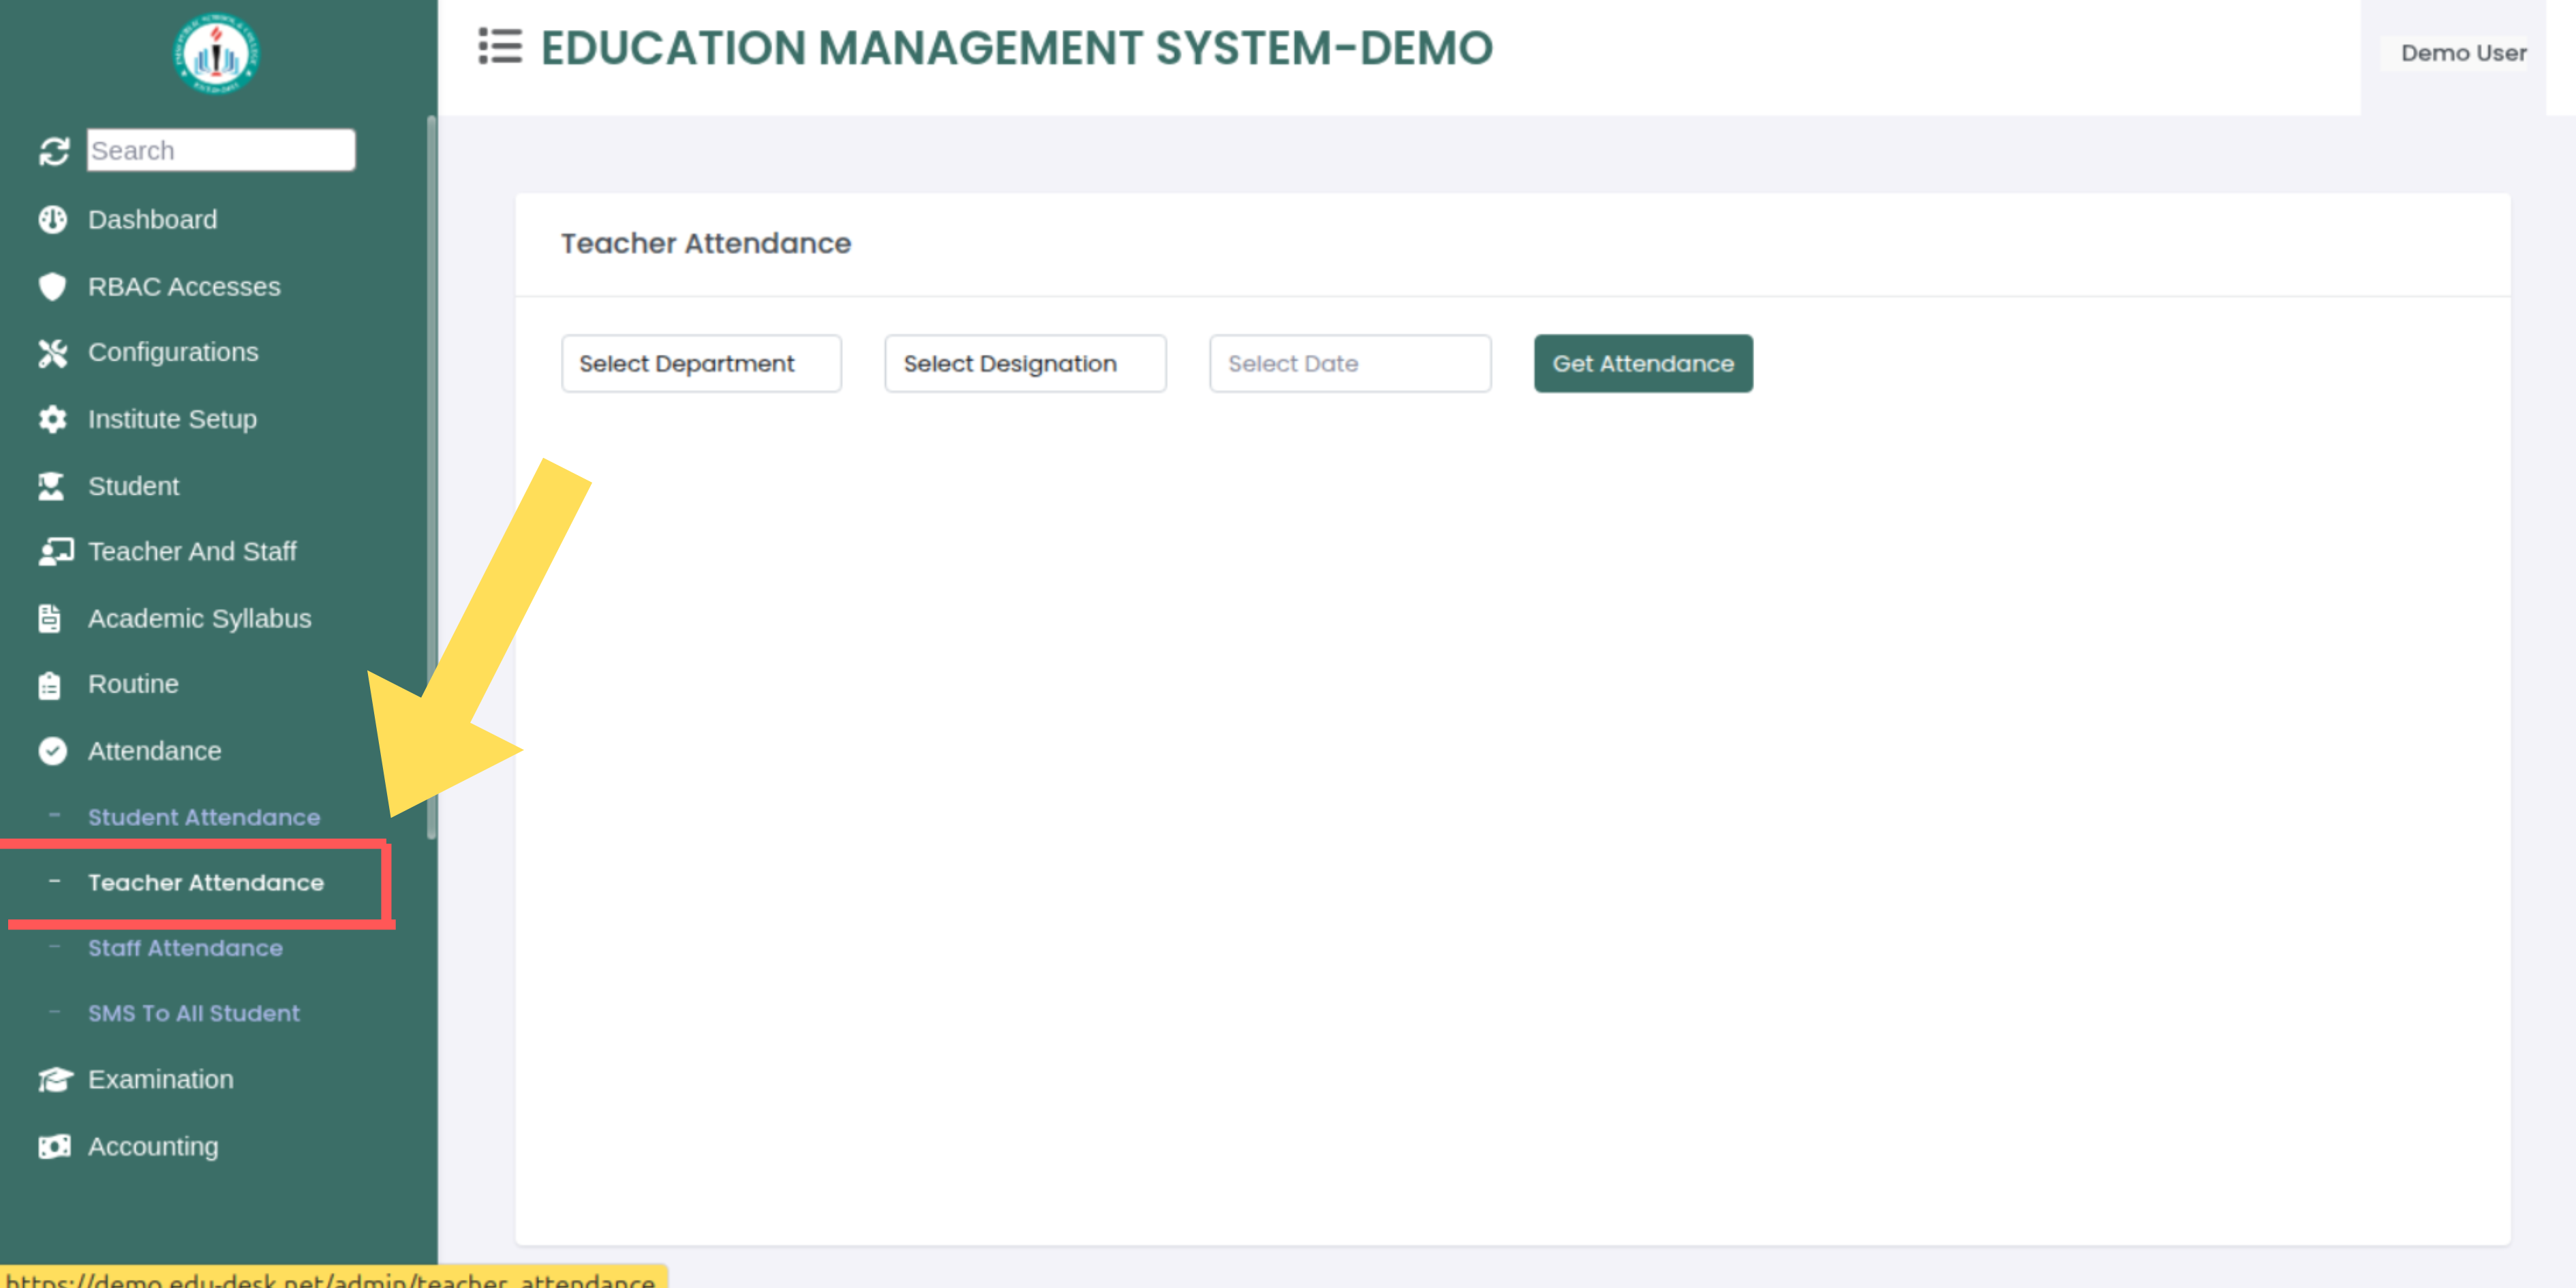 EDUCATION MANAGEMENT SYSTEM-DEMO
Demo User
Search
Dashboard
RBAC Accesses
Configurations
Institute Setup
Student
Teacher And Staff
Academic Syllabus
Routine
Attendance
- Student Attendance
- Teacher Attendance
- Staff Attendance
- SMS To All Student
Examination
Accounting
Teacher Attendance
Select Department Select Designation Select Date Get Attendance
https://demo.edu-desk.net/admin/teacher_attendance